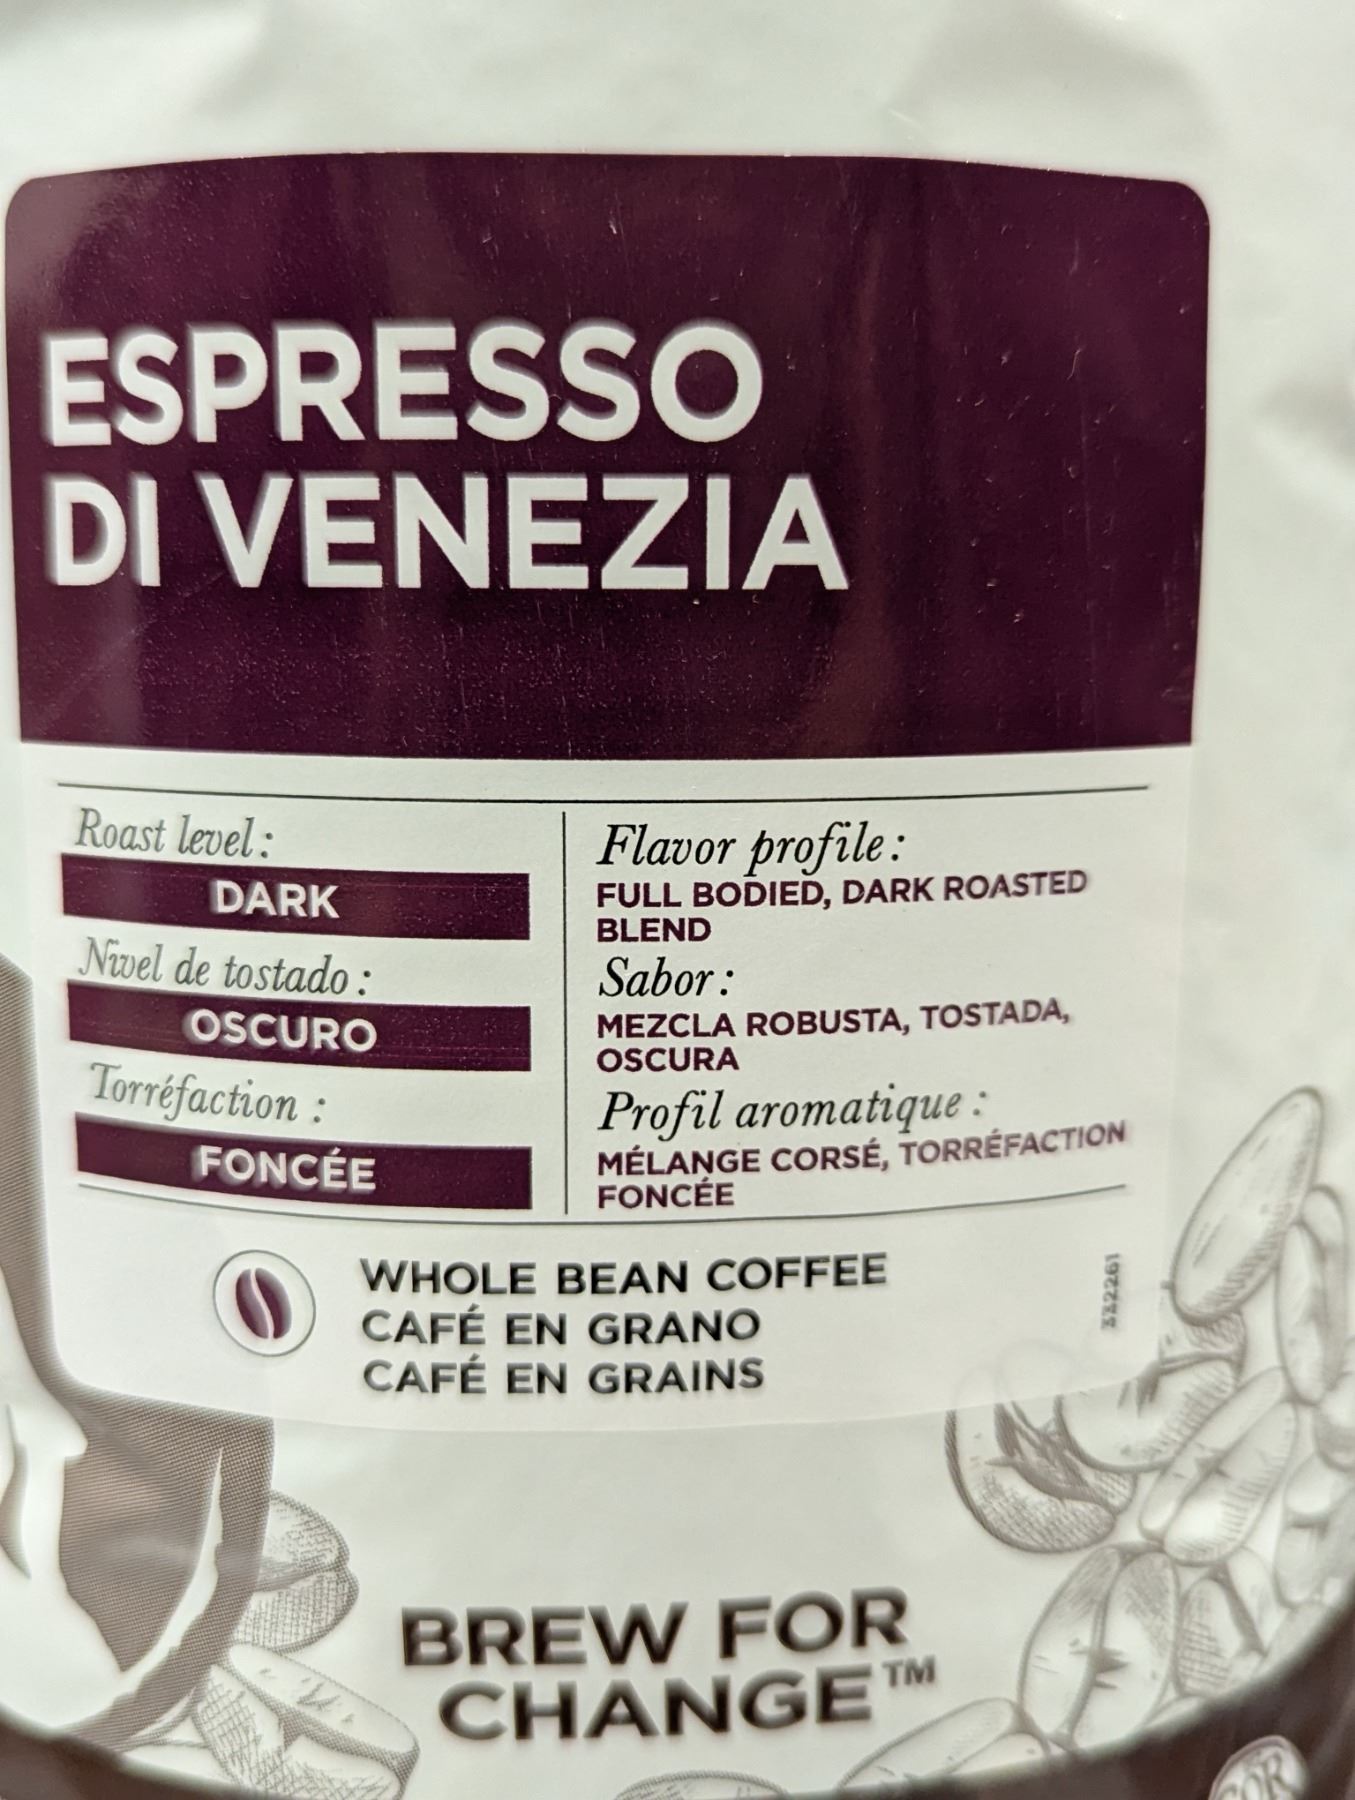 ESPRESSO
DI VENEZIA
Roast level:
DARK
Nivel de tostado:
OSCURO
Torréfaction :
FONCÉE
Flavor profile:
FULL BODIED, DARK ROASTED
BLEND
Sabor:
MEZCLA ROBUSTA, TOSTADA,
OSCURA
Profil aromatique :
MÉLANGE CORSÉ, TORRÉFACTION
FONCÉE
WHOLE BEAN COFFEE
CAFÉ EN GRANO
CAFÉ EN GRAINS
332261
BREW FOR
CHANGE™